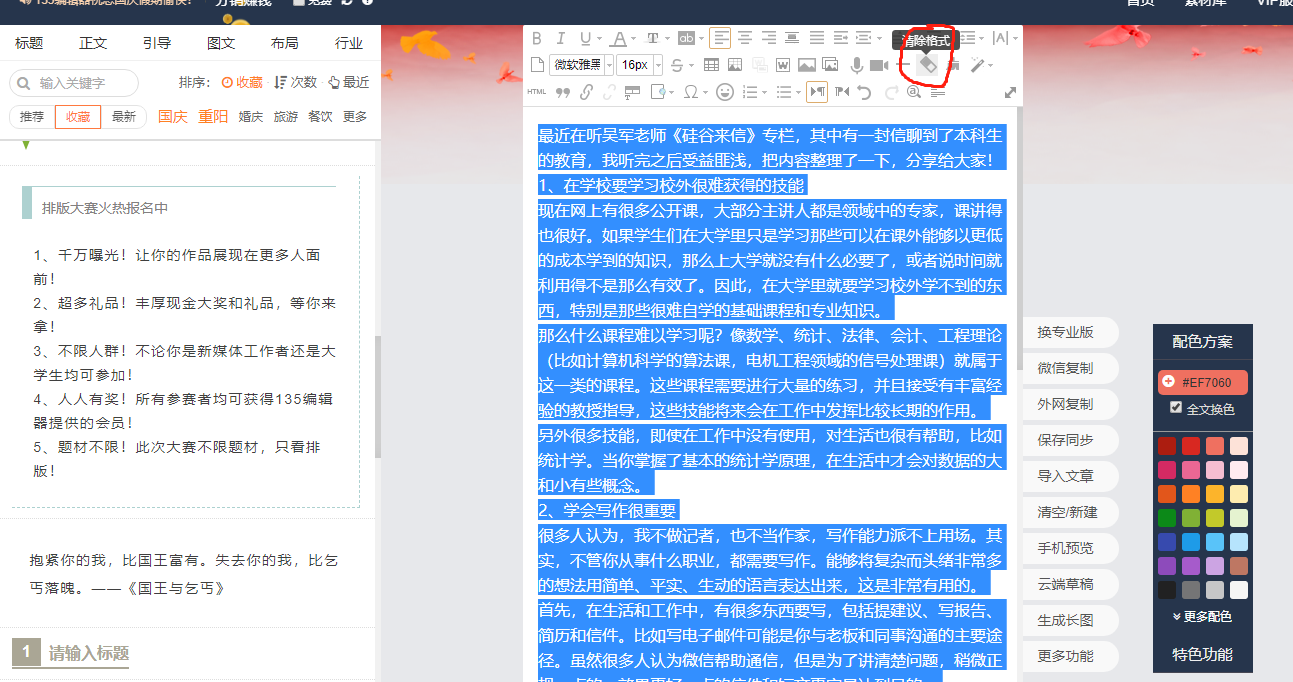 135编辑器祝您国庆假期愉快!
分销赚钱
免费
首页
素材库
标题
正文
引导
图文
布局
行业
输入关键字
排序：
收藏
次数
最近
推荐
收藏
最新
国庆
重阳
婚庆
旅游
餐饮
更多
排版大赛火热报名中
1、千万曝光！让你的作品展现在更多人面
前！
2、超多礼品！丰厚现金大奖和礼品，等你来
拿！
3、不限人群！不论你是新媒体工作者还是大
学生均可参加！
4、人人有奖！所有参赛者均可获得135编辑
器提供的会员！
5、题材不限！此次大赛不限题材，只看排
版！
抱紧你的我，比国王富有。失去你的我，比乞
丐落魄。——《国王与乞丐》
1 请输入标题
清除格式
微软雅黑
16px
HTML
最近在听吴军老师《硅谷来信》专栏，其中有一封信聊到了本科生
的教育，我听完之后受益匪浅，把内容整理了一下，分享给大家！
1、在学校要学习校外很难获得的技能
现在网上有很多公开课，大部分主讲人都是领域中的专家，课讲得
也很好。如果学生们在大学里只是学习那些可以在课外能够以更低
的成本学到的知识，那么上大学就没有什么必要了，或者说时间就
利用得不是那么有效了。因此，在大学里就要学习校外学不到的东
西，特别是那些很难自学的基础课程和专业知识。
那么什么课程难以学习呢？像数学、统计、法律、会计、工程理论
（比如计算机科学的算法课，电机工程领域的信号处理课）就属于
这一类的课程。这些课程需要进行大量的练习，并且接受有丰富经
验的教授指导，这些技能将来会在工作中发挥比较长期的作用。
另外很多技能，即使在工作中没有使用，对生活也很有帮助，比如
统计学。当你掌握了基本的统计学原理，在生活中才会对数据的大
和小有些概念。
2、学会写作很重要
很多人认为，我不做记者，也不当作家，写作能力派不上用场。其
实，不管你从事什么职业，都需要写作。能够将复杂而头绪非常多
的想法用简单、平实、生动的语言表达出来，这是非常有用的。
首先，在生活和工作中，有很多东西要写，包括提建议、写报告、
简历和信件。比如写电子邮件可能是你与老板和同事沟通的主要途
径。虽然很多人认为微信帮助通信，但是为了讲清楚问题，稍微正
换专业版
微信复制
外网复制
保存同步
导入文章
清空/新建
手机预览
云端草稿
生成长图
更多功能
配色方案
#EF7060
全文换色
更多配色
特色功能